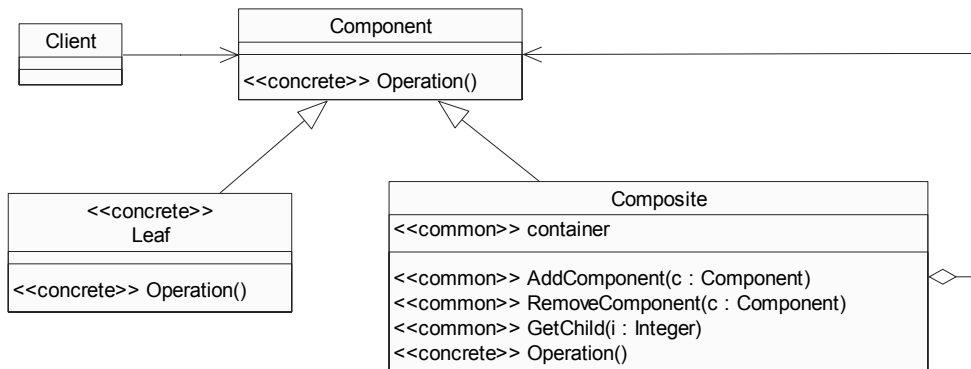 Client
Component
<<concrete>> Operation()
<<concrete>>
Leaf
<<concrete>> Operation()
Composite
<<common>> container
<<common>> AddComponent(c : Component)
<<common>> RemoveComponent(c : Component)
<<common>> GetChild(i : Integer)
<<concrete>> Operation()